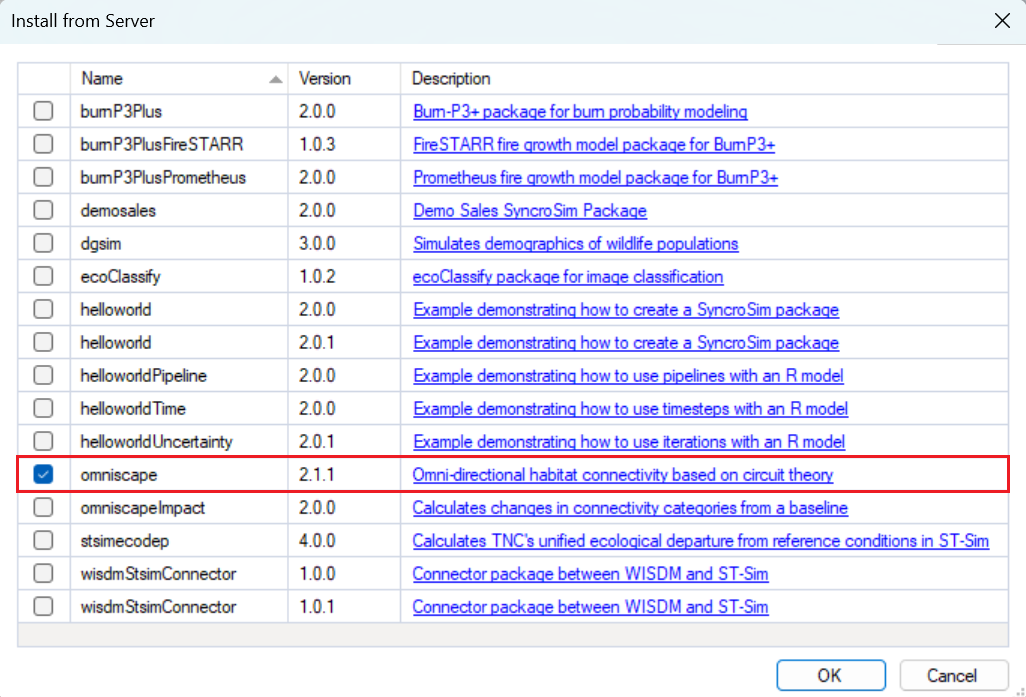 Install from Server
Name Version Description
burnP3Plus 2.0.0 Burn-P3+ package for burn probability modeling
burnP3PlusFireSTARR 1.0.3 FireSTARR fire growth model package for BurnP3+
burnP3PlusPrometheus 2.0.0 Prometheus fire growth model package for BurnP3+
demosales 2.0.0 Demo Sales SyncroSim Package
dgsim 3.0.0 Simulates demographics of wildlife populations
ecoClassify 1.0.2 ecoClassify package for image classification
helloworld 2.0.0 Example demonstrating how to create a SyncroSim package
helloworld 2.0.1 Example demonstrating how to create a SyncroSim package
helloworldPipeline 2.0.0 Example demonstrating how to use pipelines with an R model
helloworldTime 2.0.0 Example demonstrating how to use timesteps with an R model
helloworldUncertainty 2.0.1 Example demonstrating how to use iterations with an R model
omniscape 2.1.1 Omni-directional habitat connectivity based on circuit theory
omniscapeImpact 2.0.0 Calculates changes in connectivity categories from a baseline
stsimecodep 4.0.0 Calculates TNC's unified ecological departure from reference conditions in ST-Sim
wisdmStsimConnector 1.0.0 Connector package between WISDM and ST-Sim
wisdmStsimConnector 1.0.1 Connector package between WISDM and ST-Sim
OK Cancel